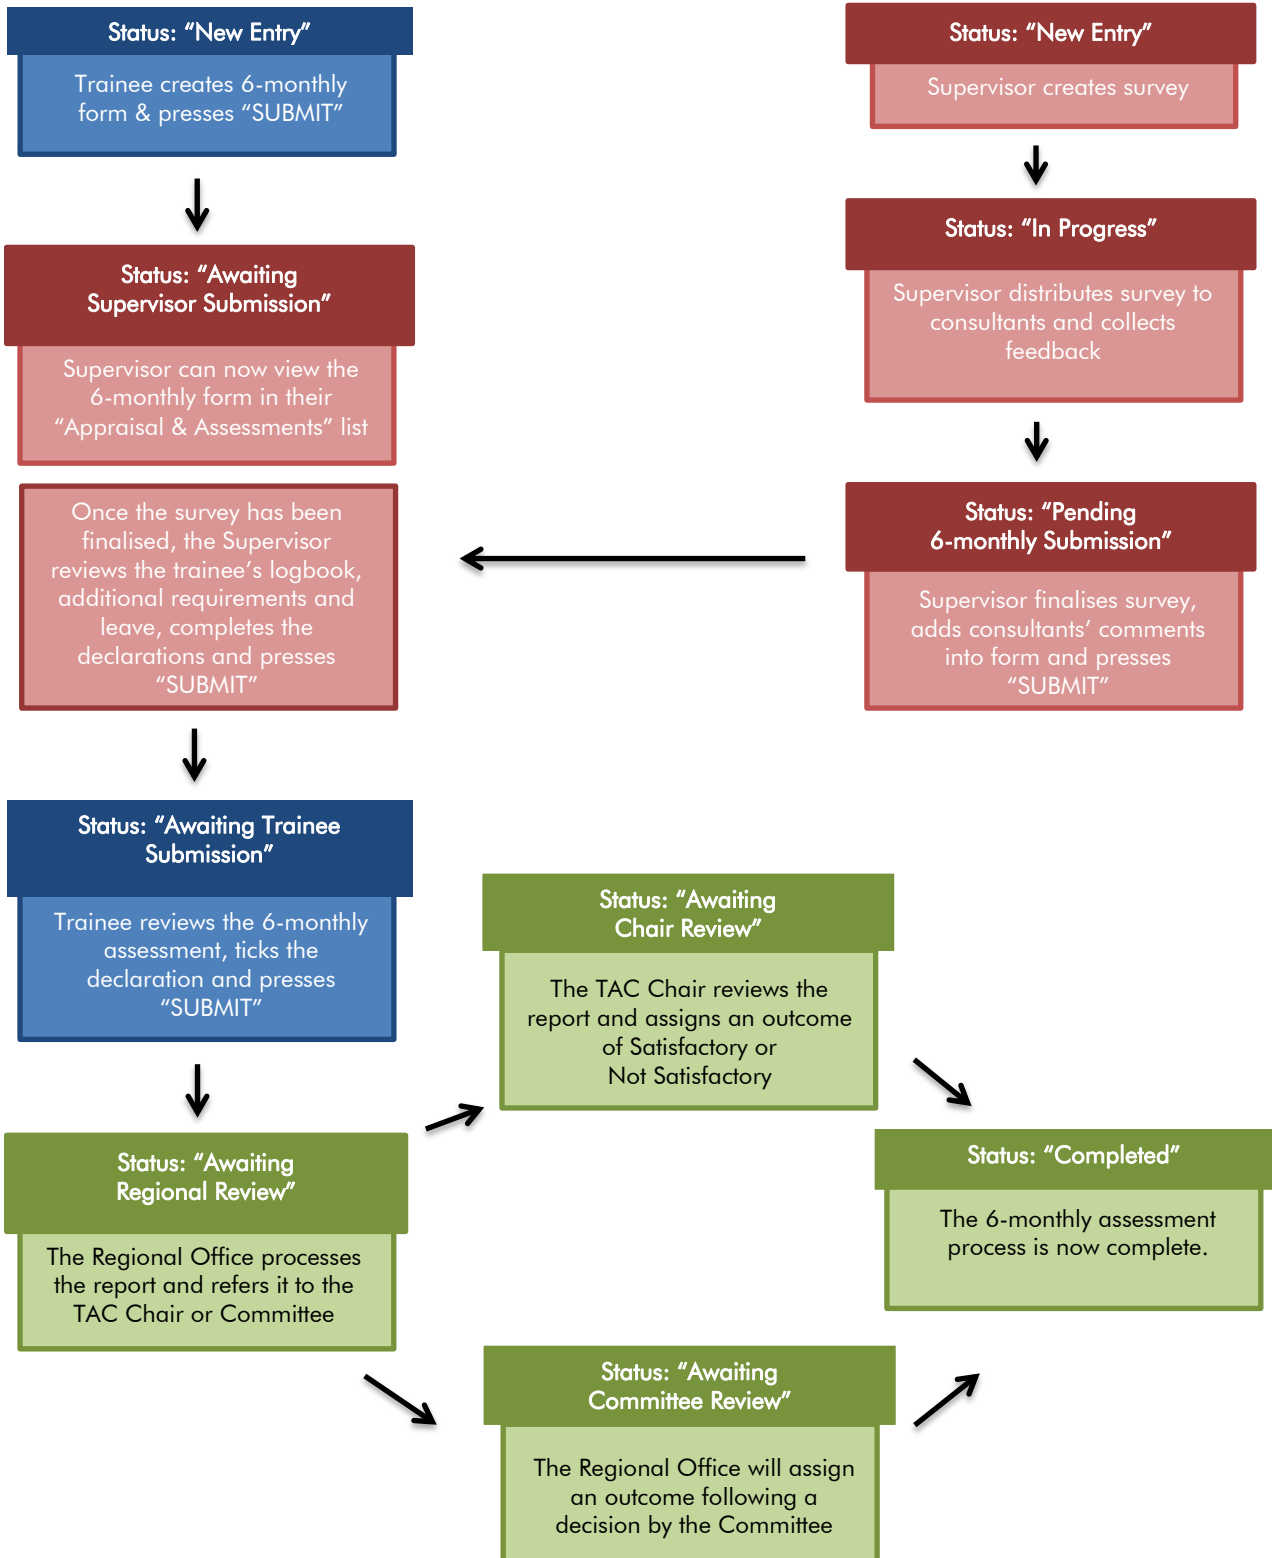 Status: “New Entry”
Trainee creates 6-monthly
form & presses “SUBMIT”
Status: “Awaiting
Supervisor Submission”
Supervisor can now view the
6-monthly form in their
“Appraisal & Assessments” list
Once the survey has been
finalised, the Supervisor
reviews the trainee’s logbook,
additional requirements and
leave, completes the
declarations and presses
“SUBMIT”
Status: “New Entry”
Supervisor creates survey
Status: “In Progress”
Supervisor distributes survey to
consultants and collects
feedback
Status: “Pending
6-monthly Submission”
Supervisor finalises survey,
adds consultants’ comments
into form and presses
“SUBMIT”
Status: “Awaiting Trainee
Submission”
Trainee reviews the 6-monthly
assessment, ticks the
declaration and presses
“SUBMIT”
Status: “Awaiting
Regional Review”
The Regional Office processes
the report and refers it to the
TAC Chair or Committee
Status: “Awaiting
Chair Review”
The TAC Chair reviews the
report and assigns an outcome
of Satisfactory or
Not Satisfactory
Status: “Awaiting
Committee Review”
The Regional Office will assign
an outcome following a
decision by the Committee
Status: “Completed”
The 6-monthly assessment
process is now complete.